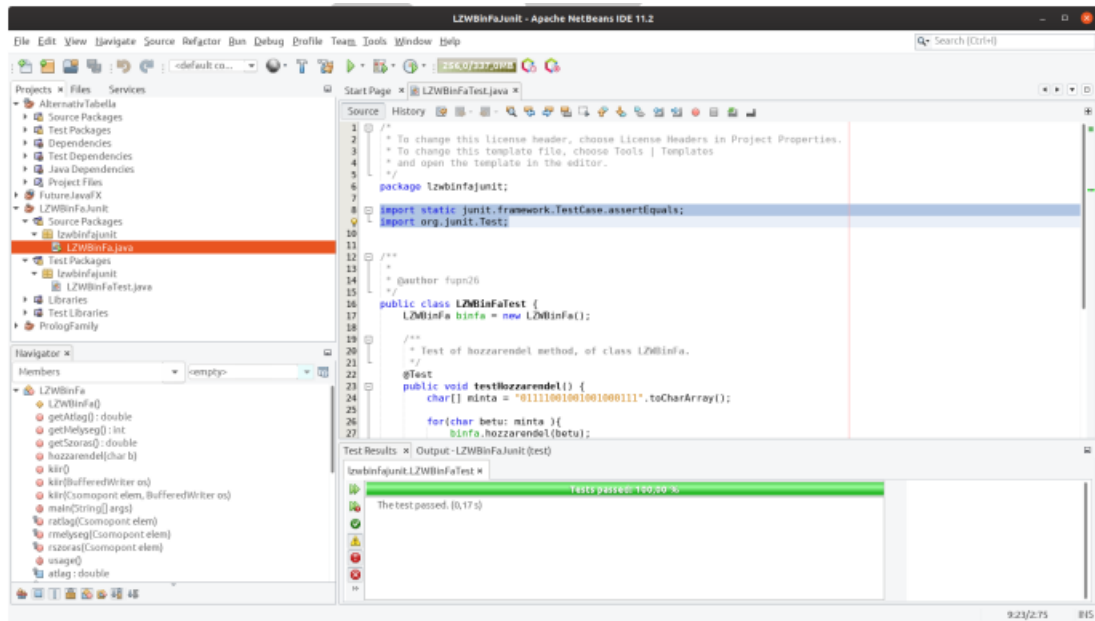 LZWBinFaJunit - Apache NetBeans IDE 11.2
File Edit View Navigate Source Refactor Run Debug Profile Team Tools Window Help
Search (Ctrl+I)
<default co...
256,0/337,0MB
Projects Files Services
AlternativTabella
Source Packages
Test Packages
Dependencies
Test Dependencies
Java Dependencies
Project Files
FutureJavaFX
LZWBinFaJunit
Source Packages
lzwbinfajunit
LZWBinFa.java
Test Packages
lzwbinfajunit
LZWBinFaTest.java
Libraries
Test Libraries
PrologFamily
Navigator
Members <empty>
LZWBinFa
LZWBinFa()
getAtlag() : double
getMelyseg() : int
getSzoras() : double
hozzarendel(char b)
kiir()
kiir(BufferedWriter os)
kiir(Csomopont elem, BufferedWriter os)
main(String[] args)
ratlag(Csomopont elem)
rmelyseg(Csomopont elem)
rszoras(Csomopont elem)
usage()
atlag : double
Start Page LZWBinFaTest.java
Source History
1 /*
2 * To change this license header, choose License Headers in Project Properties.
3 * To change this template file, choose Tools | Templates
4 * and open the template in the editor.
5 */
6 package lzwbinfajunit;
7
8 import static junit.framework.TestCase.assertEquals;
import org.junit.Test;
10
11
12 /**
13 *
14 * @author fupn26
15 */
16 public class LZWBinFaTest {
17 LZWBinFa binfa = new LZWBinFa();
18
19 /**
20 * Test of hozzarendel method, of class LZWBinFa.
21 */
22 @Test
23 public void testHozzarendel() {
24 char[] minta = "01111001001001000111".toCharArray();
25
26 for(char betu: minta ){
27 binfa.hozzarendel(betu);
Test Results Output - LZWBinFaJunit (test)
lzwbinfajunit.LZWBinFaTest
Tests passed: 100,00 %
The test passed. (0,17 s)
9:23/2:75 INS